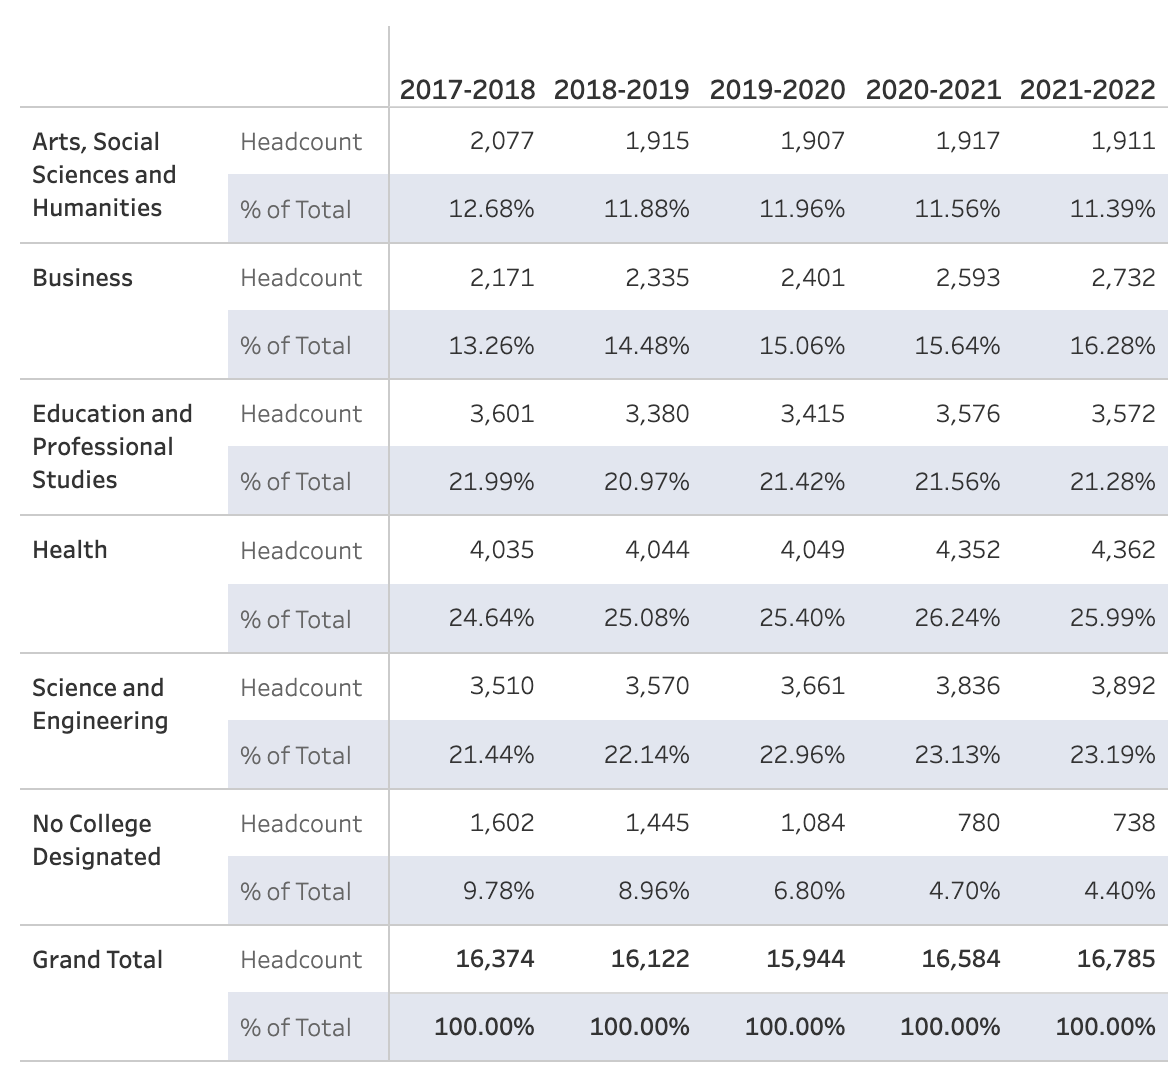 2017-2018 2018-2019 2019-2020 2020-2021 2021-2022
Arts, Social Headcount 2,077 1,915 1,907 1,917 1,911
Sciences and
Humanities % of Total 12.68% 11.88% 11.96% 11.56% 11.39%
Business Headcount 2,171 2,335 2,401 2,593 2,732
% of Total 13.26% 14.48% 15.06% 15.64% 16.28%
Education and Headcount 3,601 3,380 3,415 3,576 3,572
Professional
Studies % of Total 21.99% 20.97% 21.42% 21.56% 21.28%
Health Headcount 4,035 4,044 4,049 4,352 4,362
% of Total 24.64% 25.08% 25.40% 26.24% 25.99%
Science and Headcount 3,510 3,570 3,661 3,836 3,892
Engineering
% of Total 21.44% 22.14% 22.96% 23.13% 23.19%
No College Headcount 1,602 1,445 1,084 780 738
Designated
% of Total 9.78% 8.96% 6.80% 4.70% 4.40%
Grand Total Headcount 16,374 16,122 15,944 16,584 16,785
% of Total 100.00% 100.00% 100.00% 100.00% 100.00%